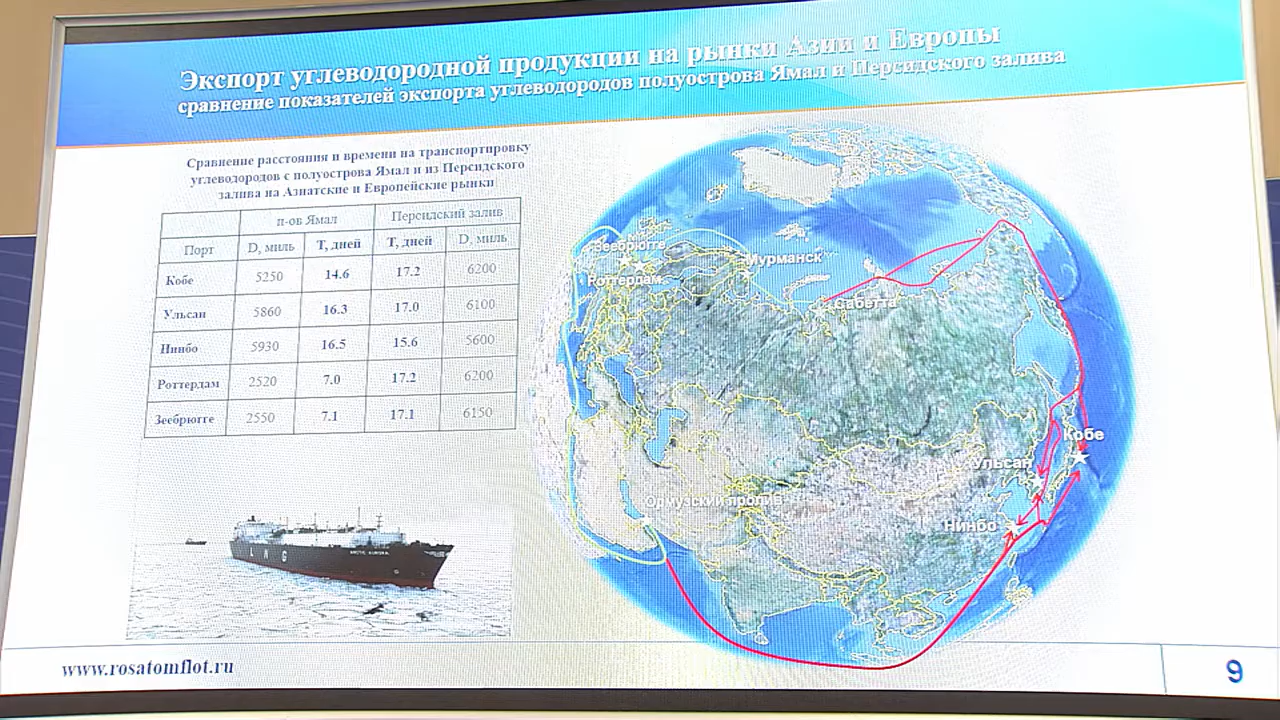 Экспорт углеводородной продукции на рынки Азии и Европы
сравнение показателей экспорта углеводородов полуострова Ямал и Персидского залива
Сравнение расстояния и времени на транспортировку
углеводородов с полуострова Ямал и из Персидского
залива на Азиатские и Европейские рынки
п-ов Ямал Персидский залив
Порт D, миль Т, дней Т, дней D, миль
Кобе 5250 14.6 17.2 6200
Ульсан 5860 16.3 17.0 6100
Нинбо 5930 16.5 15.6 5600
Роттердам 2520 7.0 17.2 6200
Зеебрюгге 2550 7.1 17.1 6150
Зеебрюгге
Роттердам
Мурманск
Сабетта
Кобе
Ульсан
Ормузский пролив
Нинбо
LNG
ARCTIC AURORA
www.rosatomflot.ru
9